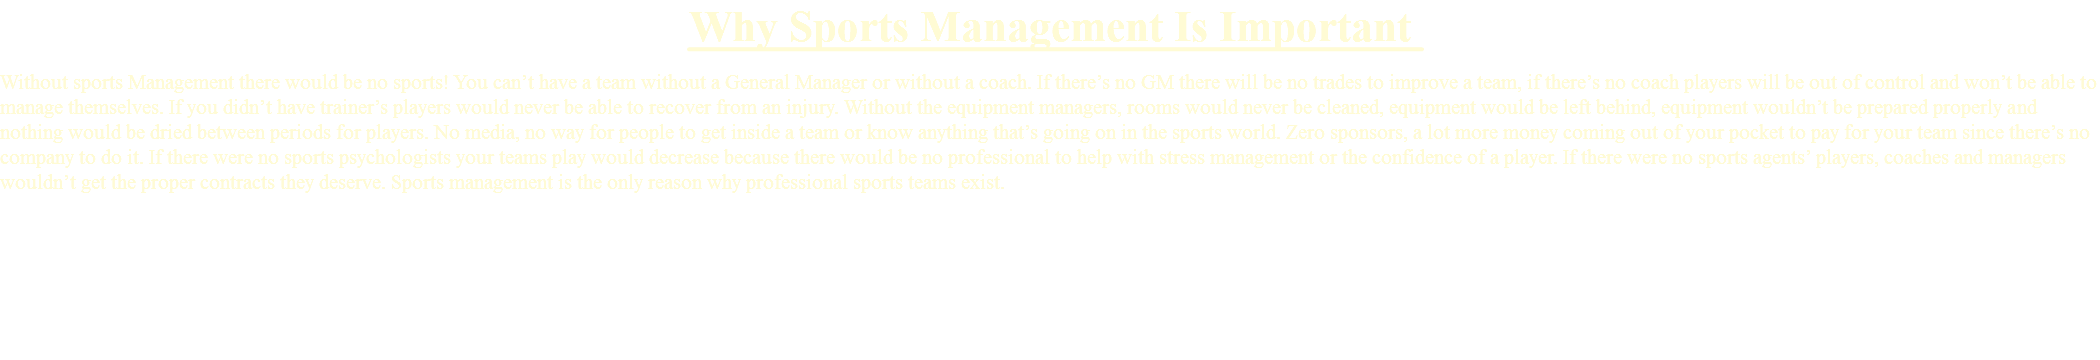 Why Sports Management Is Important
Without sports Management there would be no sports! You can’t have a team without a General Manager or without a coach. If there’s no GM there will be no trades to improve a team, if there’s no coach players will be out of control and won’t be able to
manage themselves. If you didn’t have trainer’s players would never be able to recover from an injury. Without the equipment managers, rooms would never be cleaned, equipment would be left behind, equipment wouldn’t be prepared properly and
nothing would be dried between periods for players. No media, no way for people to get inside a team or know anything that’s going on in the sports world. Zero sponsors, a lot more money coming out of your pocket to pay for your team since there’s no
company to do it. If there were no sports psychologists your teams play would decrease because there would be no professional to help with stress management or the confidence of a player. If there were no sports agents’ players, coaches and managers
wouldn’t get the proper contracts they deserve. Sports management is the only reason why professional sports teams exist.